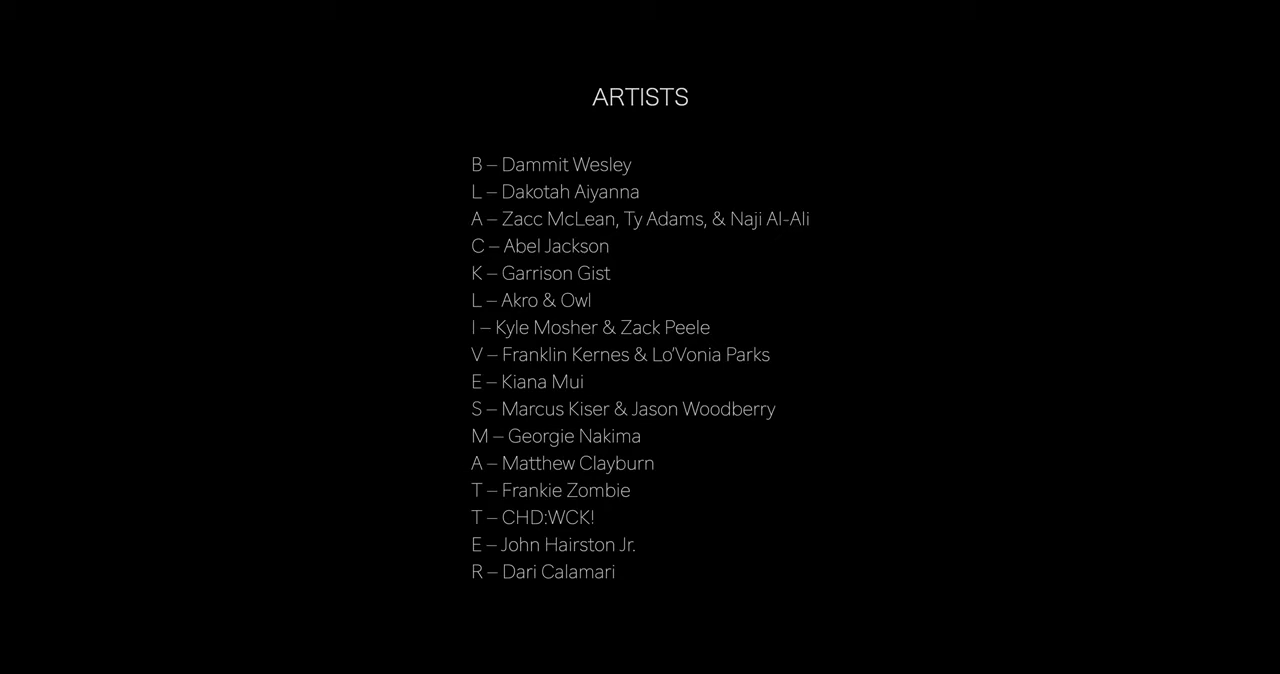 ARTISTS
B – Dammit Wesley
L – Dakotah Aiyanna
A – Zacc McLean, Ty Adams, & Naji Al-Ali
C – Abel Jackson
K – Garrison Gist
L – Akro & Owl
I – Kyle Mosher & Zack Peele
V – Franklin Kernes & Lo'Vonia Parks
E – Kiana Mui
S – Marcus Kiser & Jason Woodberry
M – Georgie Nakima
A – Matthew Clayburn
T – Frankie Zombie
T – CHD:WCK!
E – John Hairston Jr.
R – Dari Calamari